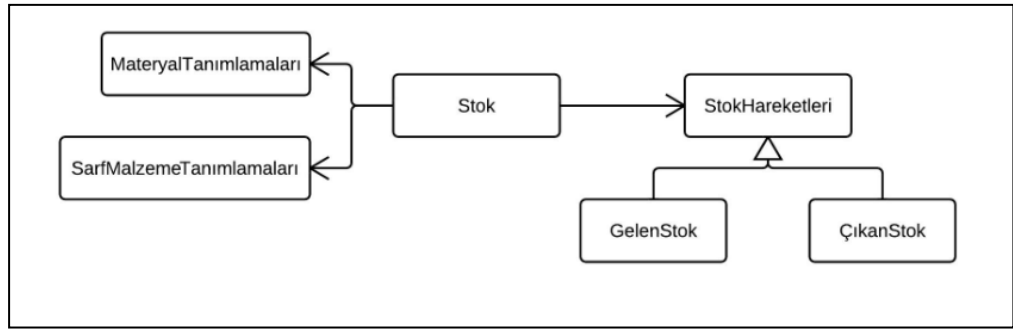 MateryalTanımlamaları
Stok
StokHareketleri
SarfMalzemeTanımlamaları
GelenStok
ÇıkanStok